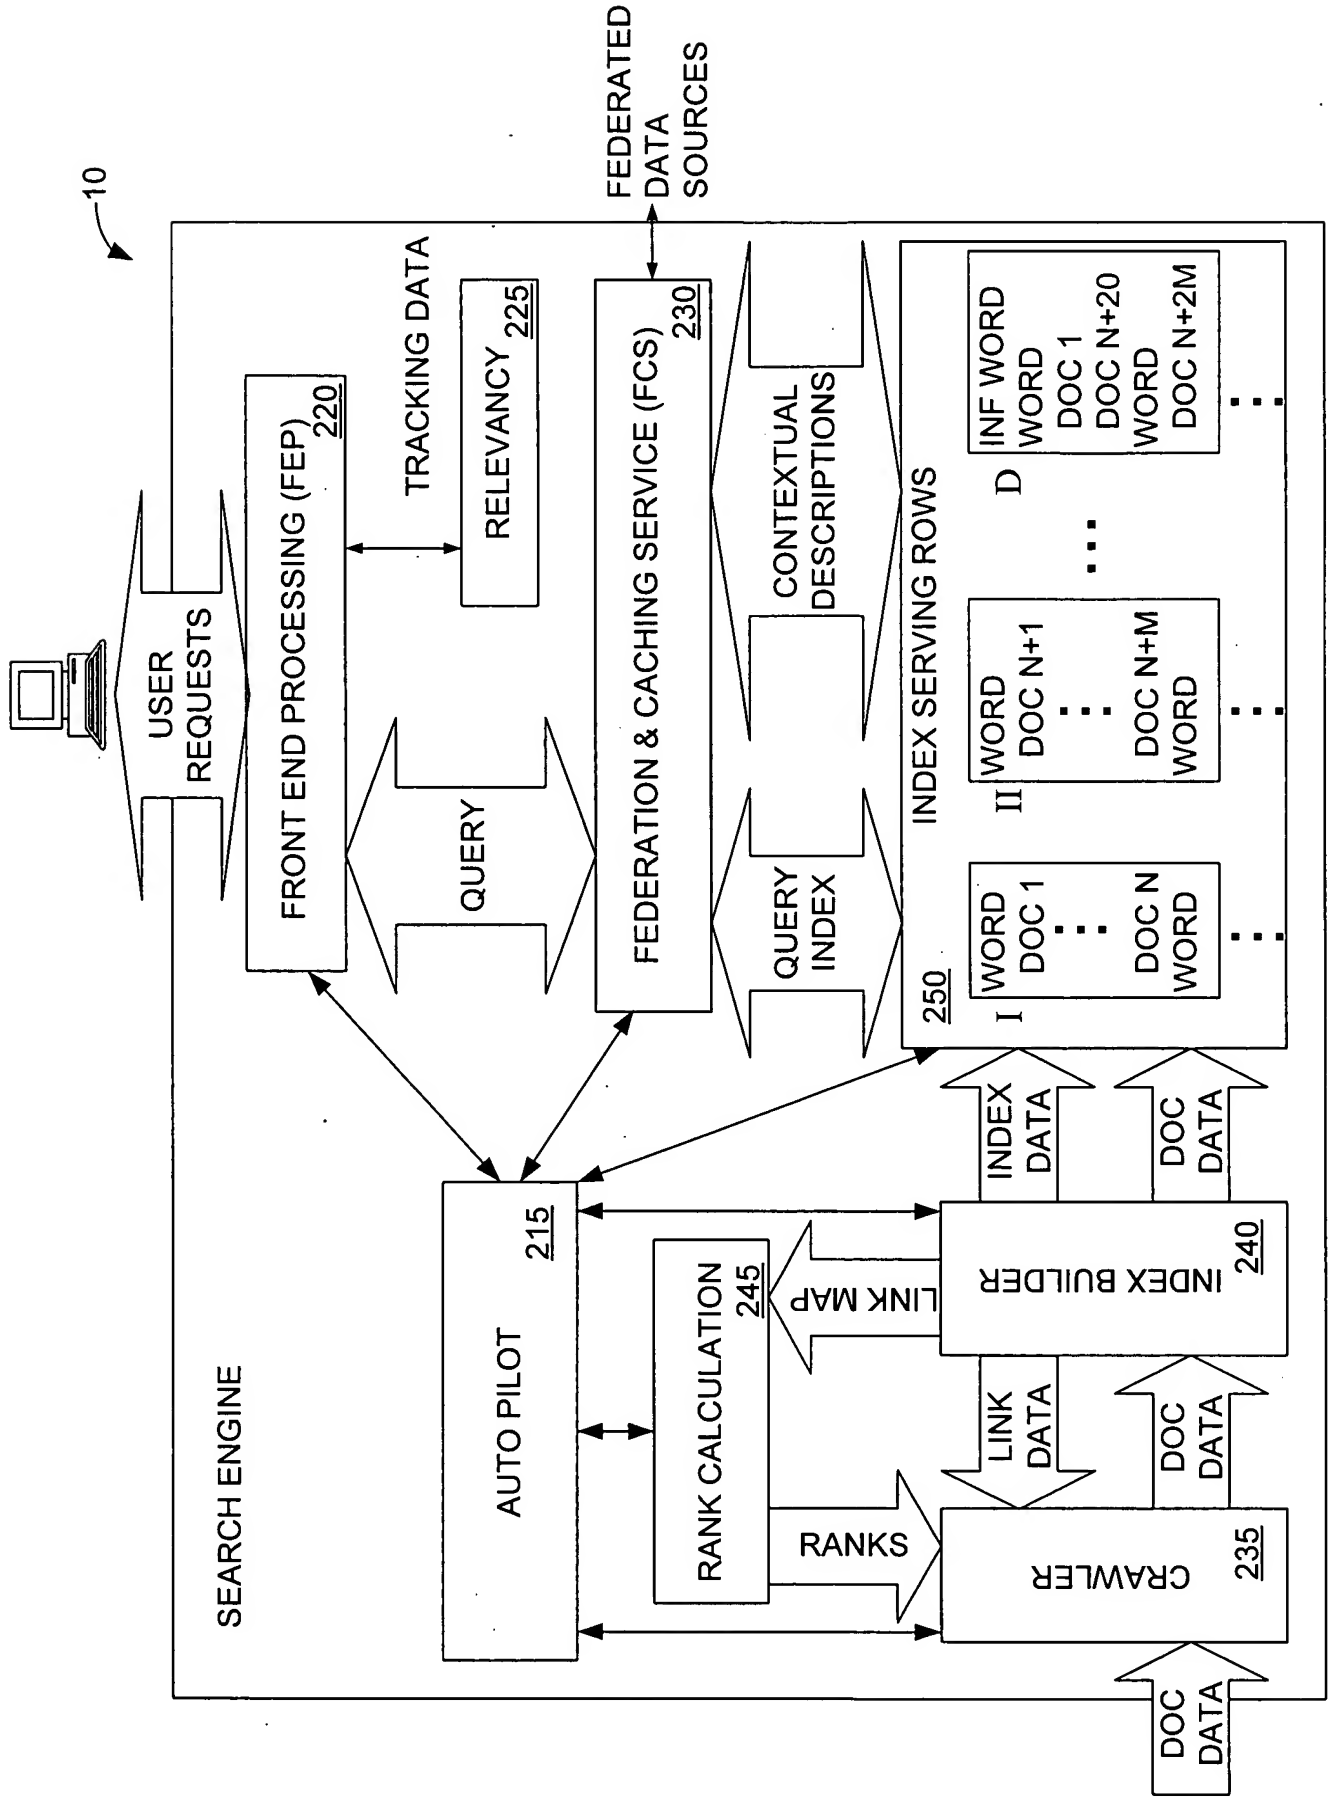 10
SEARCH ENGINE
USER
REQUESTS
FRONT END PROCESSING (FEP)
220
TRACKING DATA
RELEVANCY
225
QUERY
AUTO PILOT
215
FEDERATION & CACHING SERVICE (FCS)
230
FEDERATED
DATA
SOURCES
RANK CALCULATION
245
QUERY
INDEX
CONTEXTUAL
DESCRIPTIONS
RANKS
LINK MAP
250
INDEX SERVING ROWS
DOC
DATA
CRAWLER
235
LINK
DATA
DOC
DATA
INDEX BUILDER
240
INDEX
DATA
DOC
DATA
I
WORD
DOC 1
DOC N
WORD
II
WORD
DOC N+1
DOC N+M
WORD
D
INF WORD
WORD
DOC 1
DOC N+20
WORD
DOC N+2M